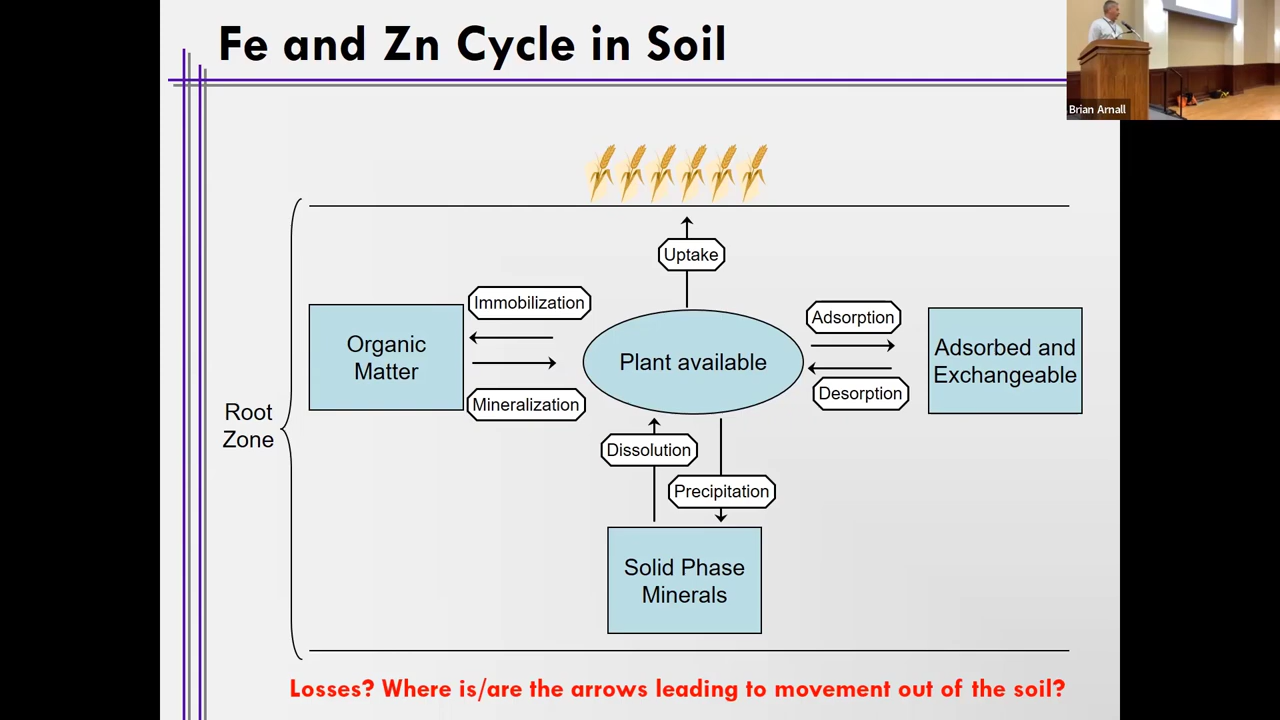 Fe and Zn Cycle in Soil
Brian Arnall
Uptake
Immobilization
Adsorption
Organic
Matter
Plant available
Adsorbed and
Exchangeable
Mineralization
Desorption
Root
Zone
Dissolution
Precipitation
Solid Phase
Minerals
Losses? Where is/are the arrows leading to movement out of the soil?